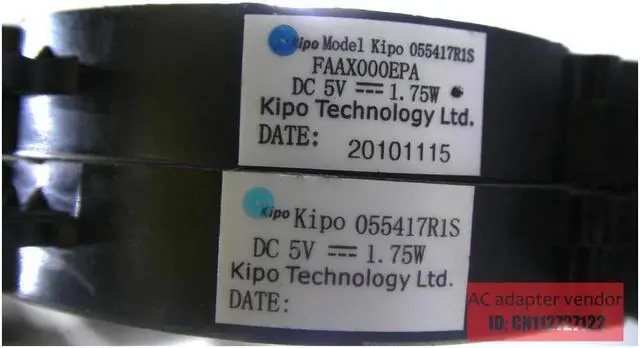 Kipo Model Kipo 055417R1S
FAAX000EPA
DC 5V ⎓ 1.75W
Kipo Technology Ltd.
DATE: 20101115
Kipo Kipo 055417R1S
DC 5V ⎓ 1.75W
Kipo Technology Ltd.
DATE:
AC adapter vendor
ID: CN112727122